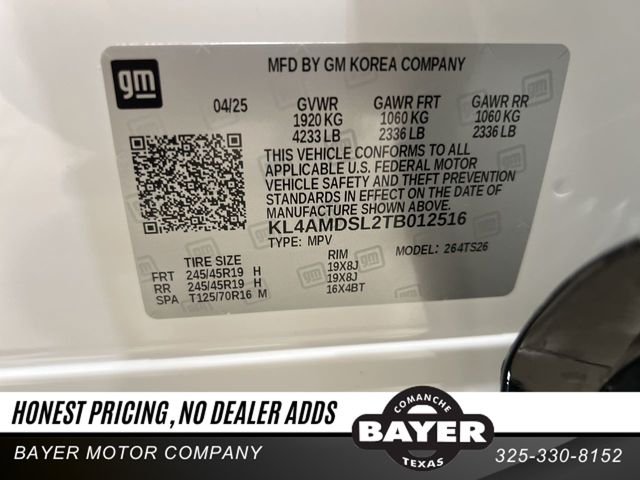 gm
MFD BY GM KOREA COMPANY
04/25 GVWR GAWR FRT GAWR RR
1920 KG 1060 KG 1060 KG
4233 LB 2336 LB 2336 LB
THIS VEHICLE CONFORMS TO ALL
APPLICABLE U.S. FEDERAL MOTOR
VEHICLE SAFETY AND THEFT PREVENTION
STANDARDS IN EFFECT ON THE DATE OF
MANUFACTURE SHOWN ABOVE.
KL4AMDSL2TB012516
TYPE: MPV MODEL: 264TS26
TIRE SIZE RIM
FRT 245/45R19 H 19X8J
RR 245/45R19 H 19X8J
SPA T125/70R16 M 16X4BT
HONEST PRICING, NO DEALER ADDS
COMANCHE
BAYER
TEXAS
BAYER MOTOR COMPANY
325-330-8152